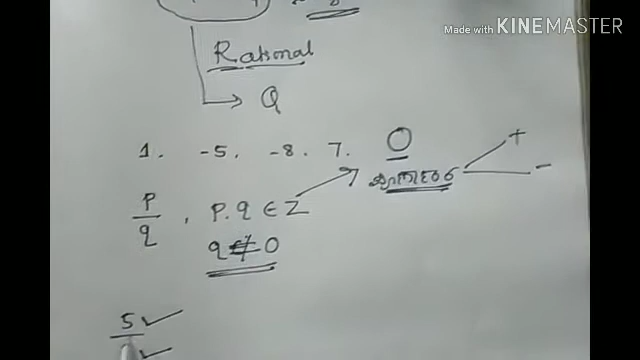 Made with KINEMASTER
Rational
Q
1. -5. -8. 7. 0 +
-
p/q , p.q ∈ Z
q ≠ 0
5